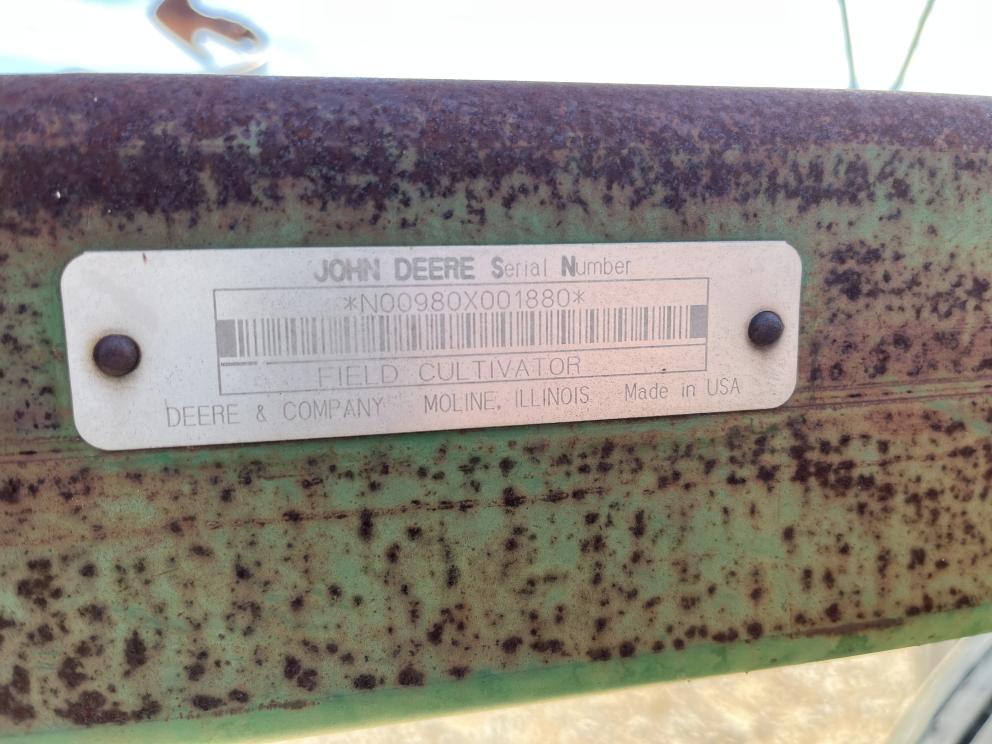 JOHN DEERE Serial Number
*N00980X001880*
FIELD CULTIVATOR
DEERE & COMPANY MOLINE, ILLINOIS Made in USA